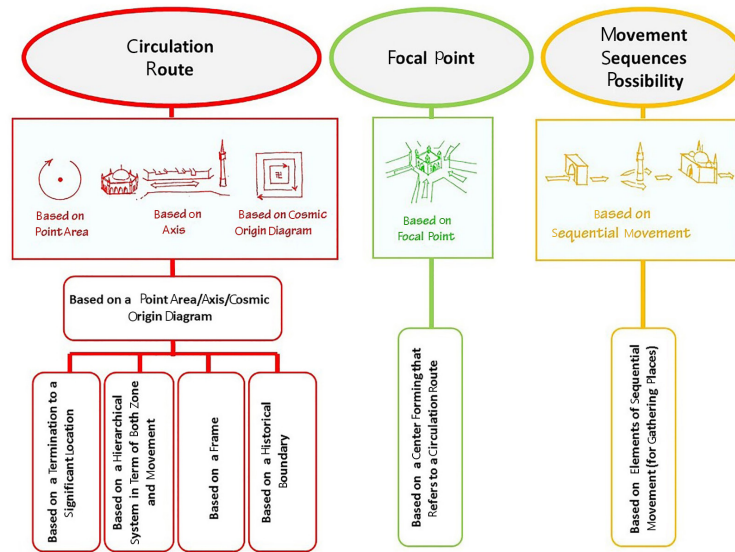 Circulation
Route
Focal Point
Movement
Sequences
Possibility
Based on
Point Area
Based on
Axis
Based on Cosmic
Origin Diagram
Based on
Focal Point
Based on
Sequential Movement
Based on a Point Area/Axis/Cosmic
Origin Diagram
Based on a Termination to a
Significant Location
Based on a Hierarchical
System in Term of Both Zone
and Movement
Based on a Frame
Based on a Historical
Boundary
Based on a Center Forming that
Refers to a Circulation Route
Based on Elements of Sequential
Movement (for Gathering Places)